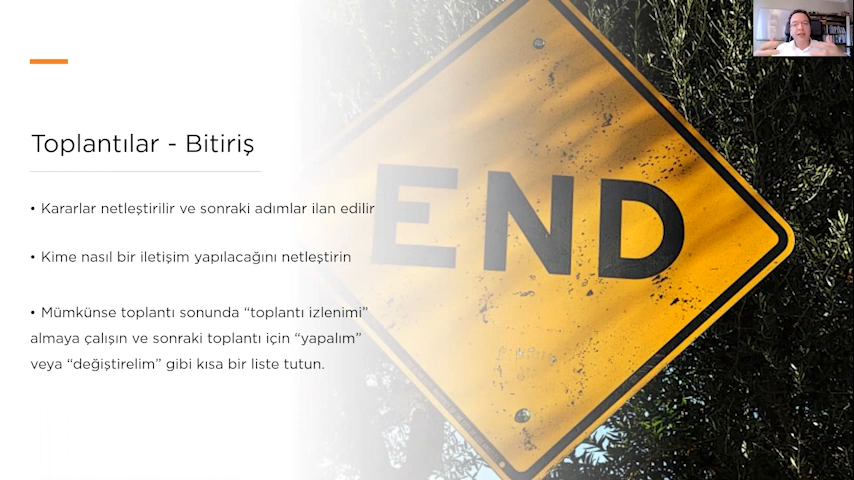 Toplantılar - Bitiriş
• Kararlar netleştirilir ve sonraki adımlar ilan edilir
• Kime nasıl bir iletişim yapılacağını netleştirin
• Mümkünse toplantı sonunda “toplantı izlenimi”
almaya çalışın ve sonraki toplantı için “yapalım”
veya “değiştirelim” gibi kısa bir liste tutun.
END